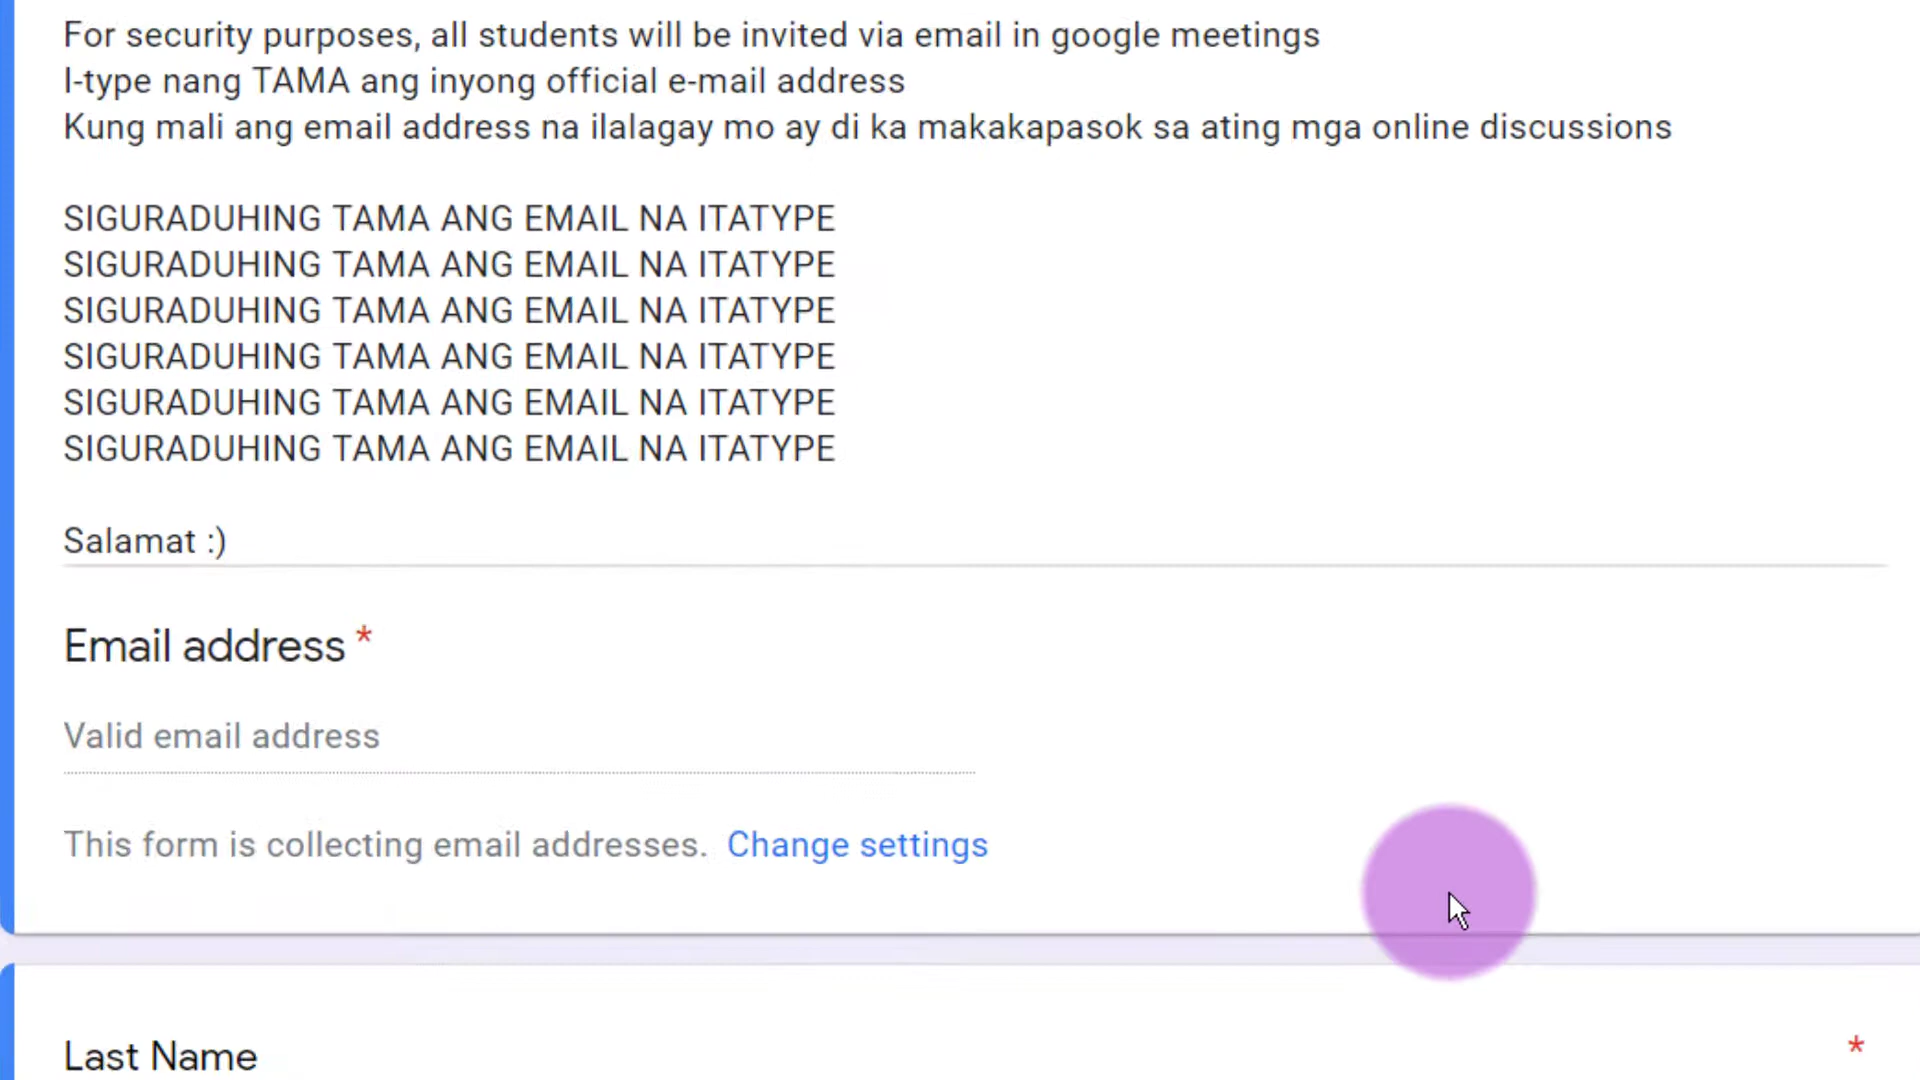 For security purposes, all students will be invited via email in google meetings
I-type nang TAMA ang inyong official e-mail address
Kung mali ang email address na ilalagay mo ay di ka makakapasok sa ating mga online discussions
SIGURADUHING TAMA ANG EMAIL NA ITATYPE
SIGURADUHING TAMA ANG EMAIL NA ITATYPE
SIGURADUHING TAMA ANG EMAIL NA ITATYPE
SIGURADUHING TAMA ANG EMAIL NA ITATYPE
SIGURADUHING TAMA ANG EMAIL NA ITATYPE
SIGURADUHING TAMA ANG EMAIL NA ITATYPE
Salamat :)
Email address *
Valid email address
This form is collecting email addresses. Change settings
Last Name *